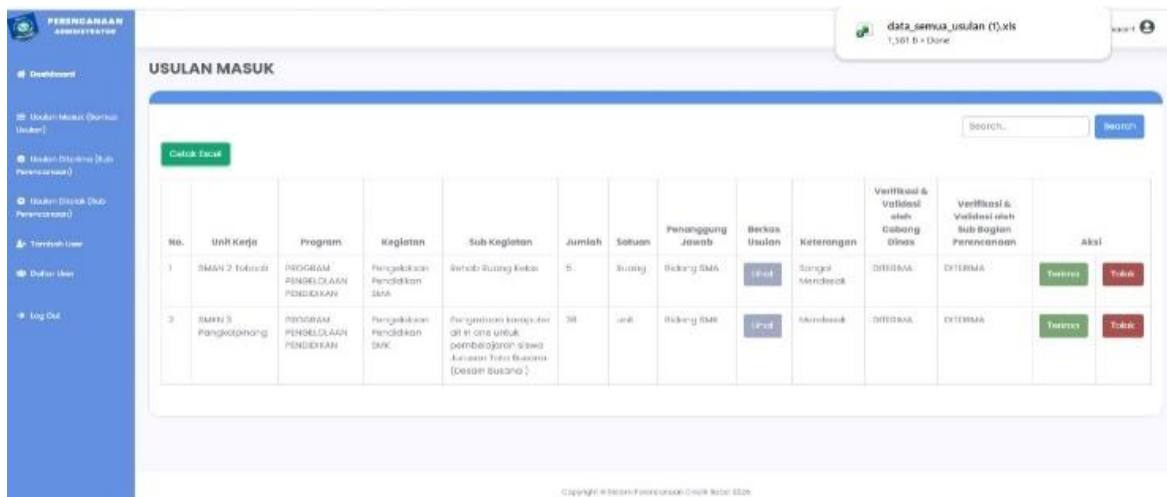 PERENCANAAN
ADMINISTRATOR
data_semua_usulan (1).xls
1,561 B • Done
Dashboard
USULAN MASUK
Usulan Masuk (Semua
Usulan)
Search...
Search
Usulan Diterima (Sub
Perencanaan)
Cetak Excel
Usulan Ditolak (Sub
Perencanaan)
Tambah User
Daftar User
Log Out
No.
Unit Kerja
Program
Kegiatan
Sub Kegiatan
Jumlah
Satuan
Penanggung
Jawab
Berkas
Usulan
Keterangan
Verifikasi &
Validasi
oleh
Cabang
Dinas
Verifikasi &
Validasi oleh
Sub Bagian
Perencanaan
Aksi
1
SMAN 2 Toboali
PROGRAM
PENGELOLAAN
PENDIDIKAN
Pengelolaan
Pendidikan
SMA
Rehab Ruang Kelas
5
Ruang
Bidang SMA
Lihat
Sangat
Mendesak
DITERIMA
DITERIMA
Terima
Tolak
2
SMKN 3
Pangkalpinang
PROGRAM
PENGELOLAAN
PENDIDIKAN
Pengelolaan
Pendidikan
SMK
Pengadaan komputer
all in one untuk
pembelajaran siswa
Jurusan Tata Busana
(Desain Busana )
unit
Bidang SMK
Lihat
Mendesak
DITERIMA
DITERIMA
Terima
Tolak